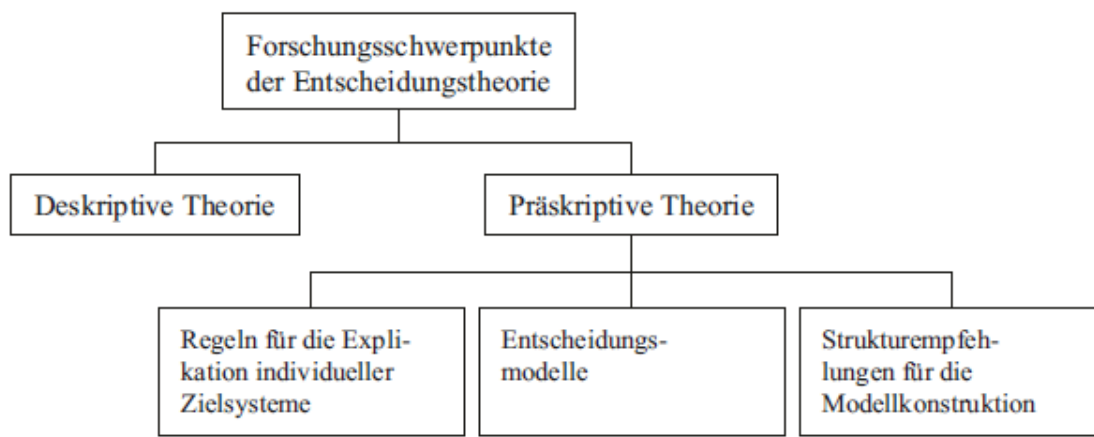 Forschungsschwerpunkte
der Entscheidungstheorie
Deskriptive Theorie
Präskriptive Theorie
Regeln für die Expli-
kation individueller
Zielsysteme
Entscheidungs-
modelle
Strukturempfeh-
lungen für die
Modellkonstruktion